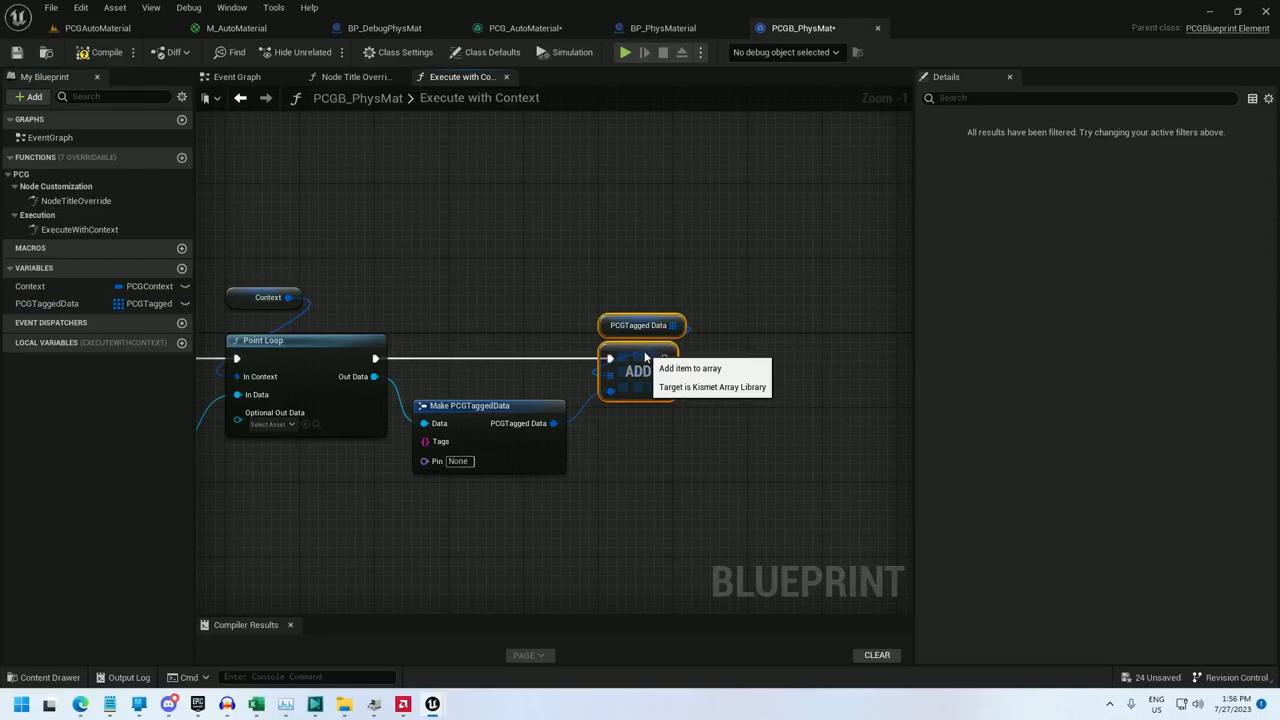 File Edit Asset View Debug Window Tools Help
PCGAutoMaterial M_AutoMaterial BP_DebugPhysMat PCG_AutoMaterial* BP_PhysMaterial PCGB_PhysMat*
Parent class: PCGBlueprint Element
Compile Diff Find Hide Unrelated Class Settings Class Defaults Simulation No debug object selected
My Blueprint Event Graph Node Title Overri... Execute with Co... Details
Add Search PCGB_PhysMat > Execute with Context Zoom -1 Search
GRAPHS
EventGraph
FUNCTIONS (7 OVERRIDABLE)
PCG
Node Customization
NodeTitleOverride
Execution
ExecuteWithContext
MACROS
VARIABLES
Context PCGContext
PCGTaggedData PCGTagged
EVENT DISPATCHERS
LOCAL VARIABLES (EXECUTEWITHCONTEXT)
All results have been filtered. Try changing your active filters above.
Context
Point Loop
In Context Out Data
In Data
Optional Out Data
Select Asset
Make PCGTaggedData
Data PCGTagged Data
Tags
Pin None
PCGTagged Data
ADD
Add item to array
Target is Kismet Array Library
BLUEPRINT
Compiler Results
PAGE CLEAR
Content Drawer Output Log Cmd Enter Console Command 24 Unsaved Revision Control
ENG
US
1:56 PM
7/27/2023